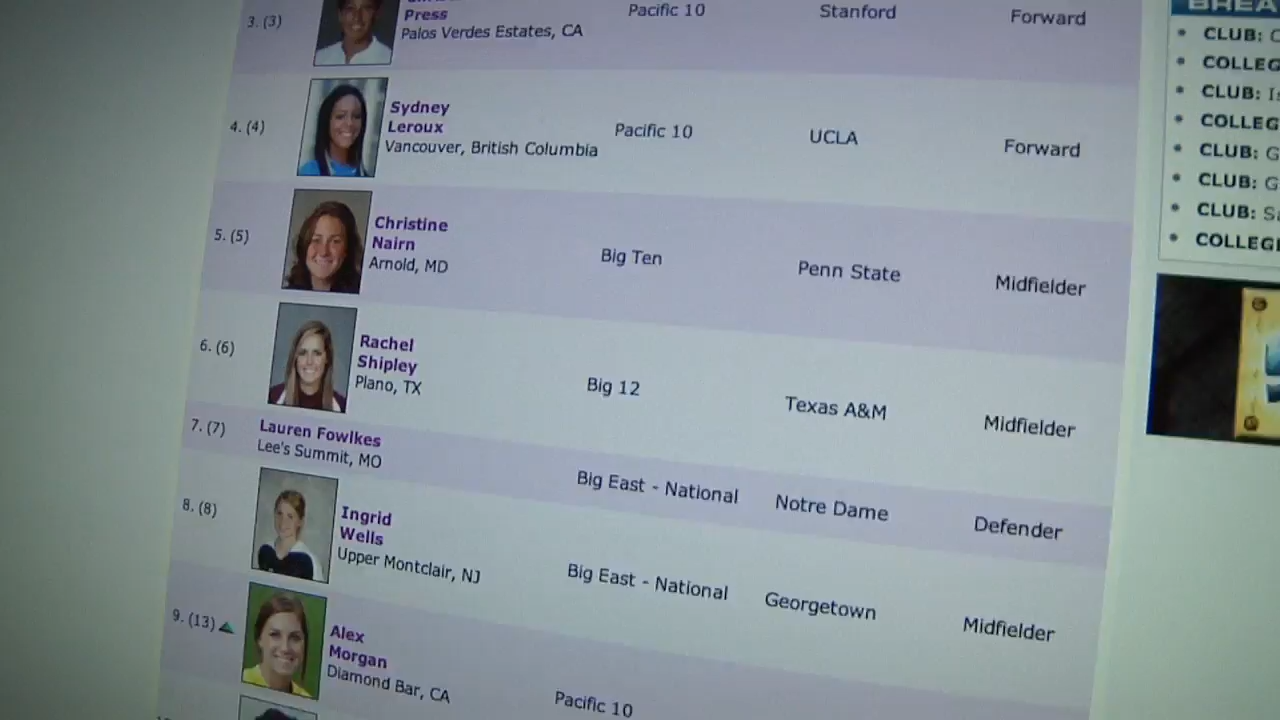 3. (3)
Press
Palos Verdes Estates, CA
Pacific 10
Stanford
Forward
4. (4)
Sydney
Leroux
Vancouver, British Columbia
Pacific 10
UCLA
Forward
5. (5)
Christine
Nairn
Arnold, MD
Big Ten
Penn State
Midfielder
6. (6)
Rachel
Shipley
Plano, TX
Big 12
Texas A&M
Midfielder
7. (7)
Lauren Fowlkes
Lee's Summit, MO
Big East - National
Notre Dame
Defender
8. (8)
Ingrid
Wells
Upper Montclair, NJ
Big East - National
Georgetown
Midfielder
9. (13)
Alex
Morgan
Diamond Bar, CA
Pacific 10
BREA
CLUB: C
COLLEG
CLUB: Is
COLLEG
CLUB: G
CLUB: G
CLUB: Sa
COLLEGE